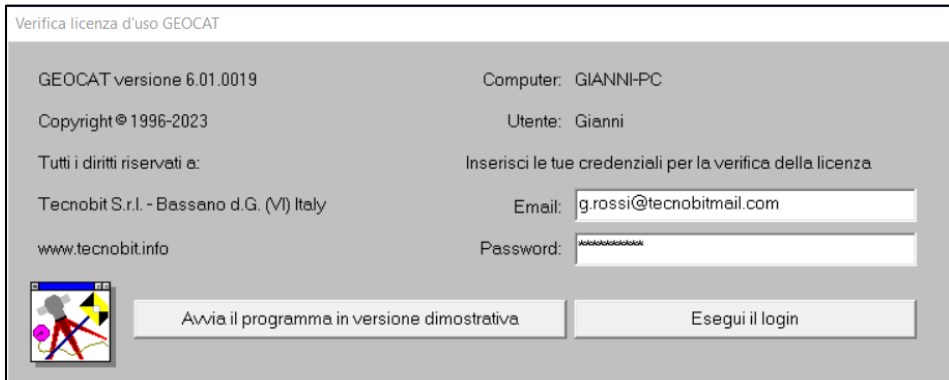 Verifica licenza d'uso GEOCAT
GEOCAT versione 6.01.0019
Computer: GIANNI-PC
Copyright © 1996-2023
Utente: Gianni
Tutti i diritti riservati a:
Inserisci le tue credenziali per la verifica della licenza
Tecnobit S.r.l. - Bassano d.G. (VI) Italy
Email: g.rossi@tecnobitmail.com
www.tecnobit.info
Password: **********
Avvia il programma in versione dimostrativa
Esegui il login